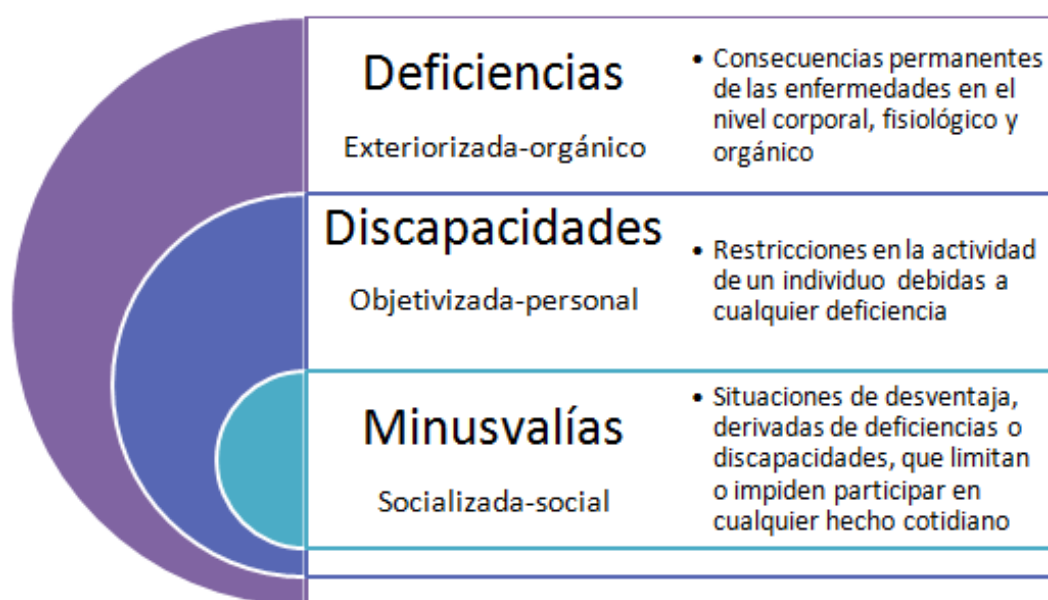 Deficiencias
Exteriorizada-orgánico
• Consecuencias permanentes
de las enfermedades en el
nivel corporal, fisiológico y
orgánico
Discapacidades
Objetivizada-personal
• Restricciones en la actividad
de un individuo debidas a
cualquier deficiencia
Minusvalías
Socializada-social
• Situaciones de desventaja,
derivadas de deficiencias o
discapacidades, que limitan
o impiden participar en
cualquier hecho cotidiano